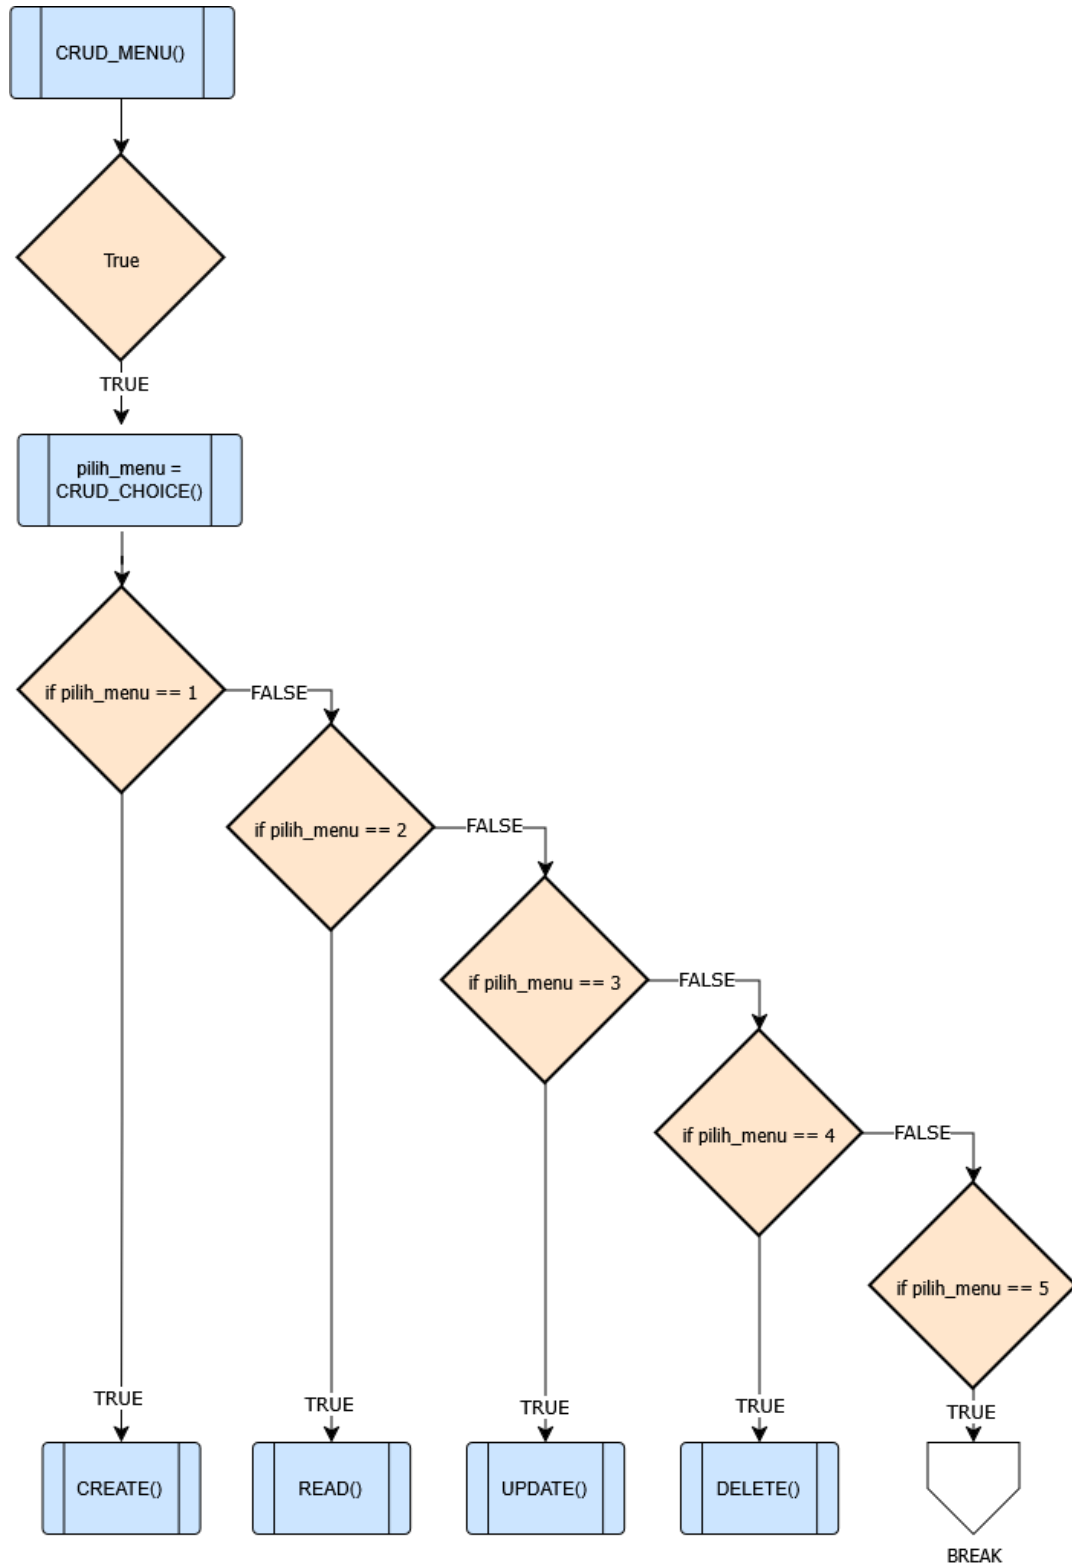 CRUD_MENU()
True
TRUE
pilih_menu =
CRUD_CHOICE()
if pilih_menu == 1
FALSE
if pilih_menu == 2
FALSE
if pilih_menu == 3
FALSE
if pilih_menu == 4
FALSE
if pilih_menu == 5
TRUE
TRUE
TRUE
TRUE
TRUE
CREATE()
READ()
UPDATE()
DELETE()
BREAK